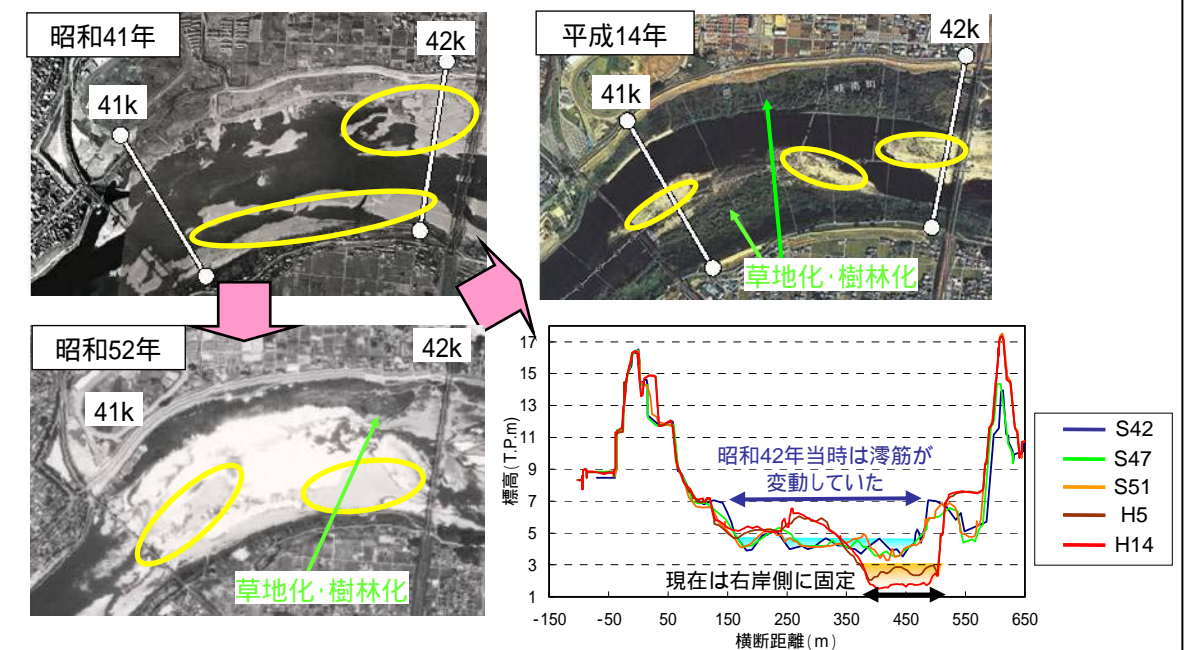 昭和41年
42k
41k
平成14年
42k
41k
岐南町
草地化・樹林化
昭和52年
42k
41k
草地化・樹林化
標高(T.P.m)
17
15
13
11
9
7
5
3
1
昭和42年当時は澪筋が
変動していた
現在は右岸側に固定
-150
-50
50
150
250
350
450
550
650
横断距離(m)
S42
S47
S51
H5
H14